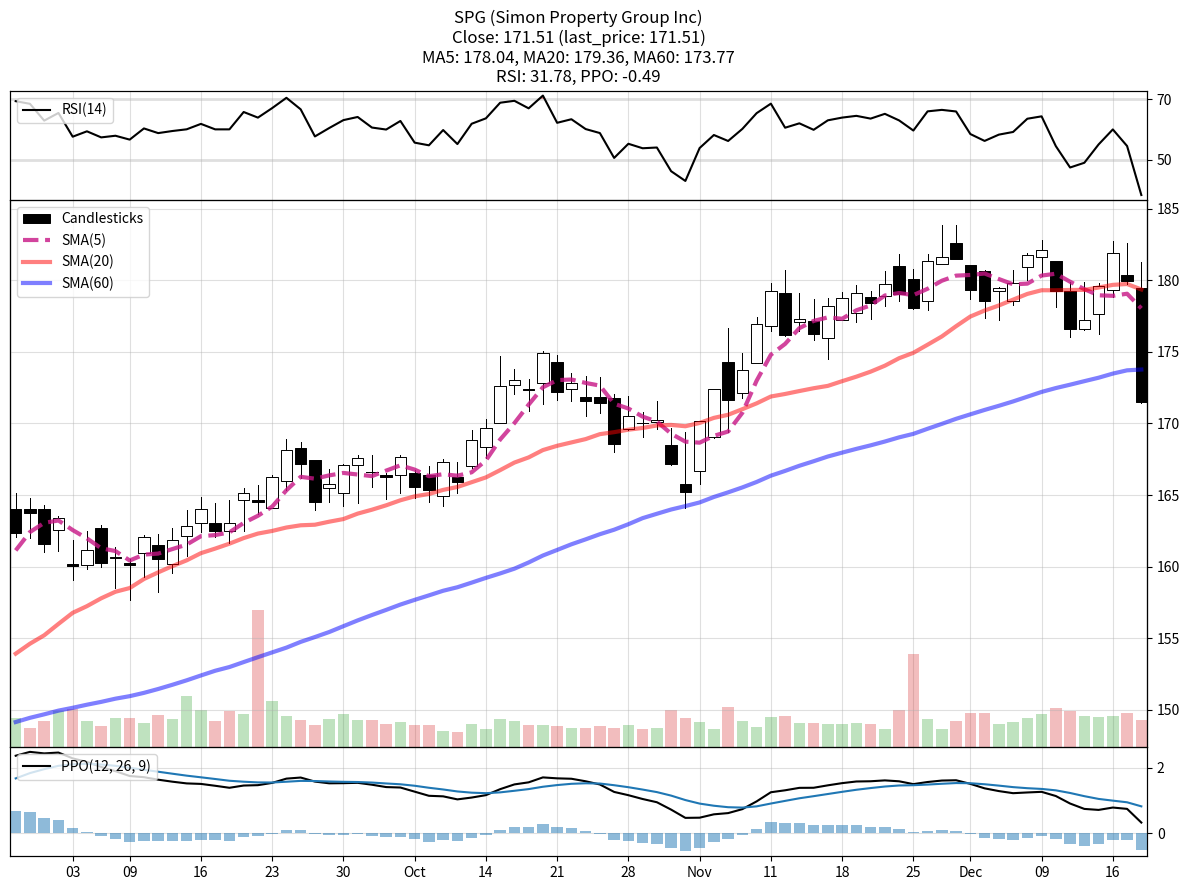 SPG (Simon Property Group Inc)
Close: 171.51 (last_price: 171.51)
MA5: 178.04, MA20: 179.36, MA60: 173.77
RSI: 31.78, PPO: -0.49
RSI(14)
70
50
Candlesticks
SMA(5)
SMA(20)
SMA(60)
185
180
175
170
165
160
155
150
PPO(12, 26, 9)
2
0
03 09 16 23 30 Oct 14 21 28 Nov 11 18 25 Dec 09 16